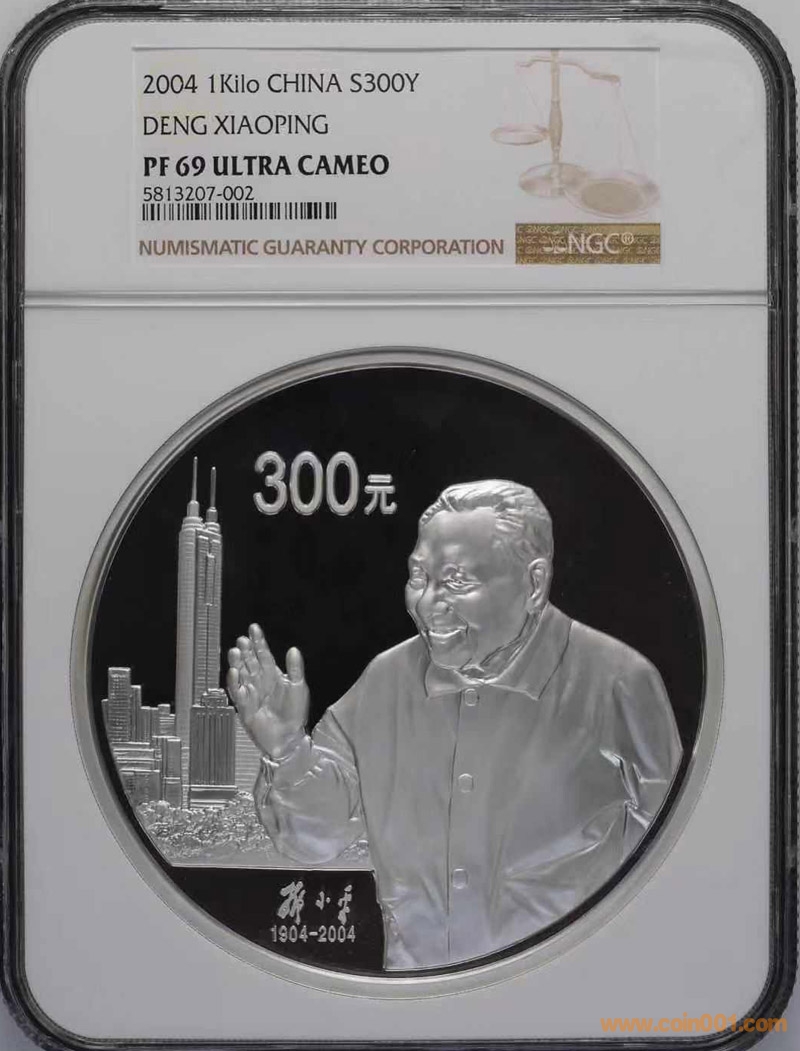 2004 1Kilo CHINA S300Y
DENG XIAOPING
PF 69 ULTRA CAMEO
5813207-002
NUMISMATIC GUARANTY CORPORATION
NGC®
300元
邓小平
1904-2004
www.coin001.com